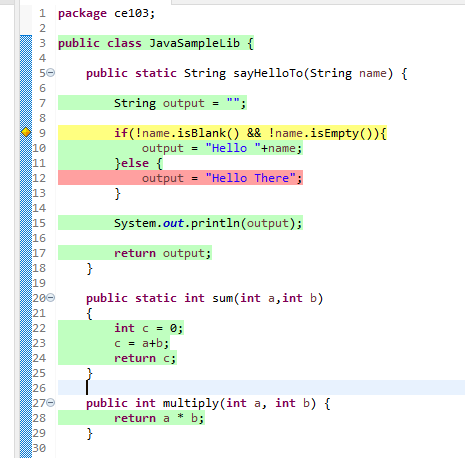 1 package ce103;
2
3 public class JavaSampleLib {
4
5 public static String sayHelloTo(String name) {
6
7 String output = "";
8
9 if(!name.isBlank() && !name.isEmpty()){
10 output = "Hello "+name;
11 }else {
12 output = "Hello There";
13 }
14
15 System.out.println(output);
16
17 return output;
18 }
19
20 public static int sum(int a,int b)
21 {
22 int c = 0;
23 c = a+b;
24 return c;
25 }
26
27 public int multiply(int a, int b) {
28 return a * b;
29 }
30